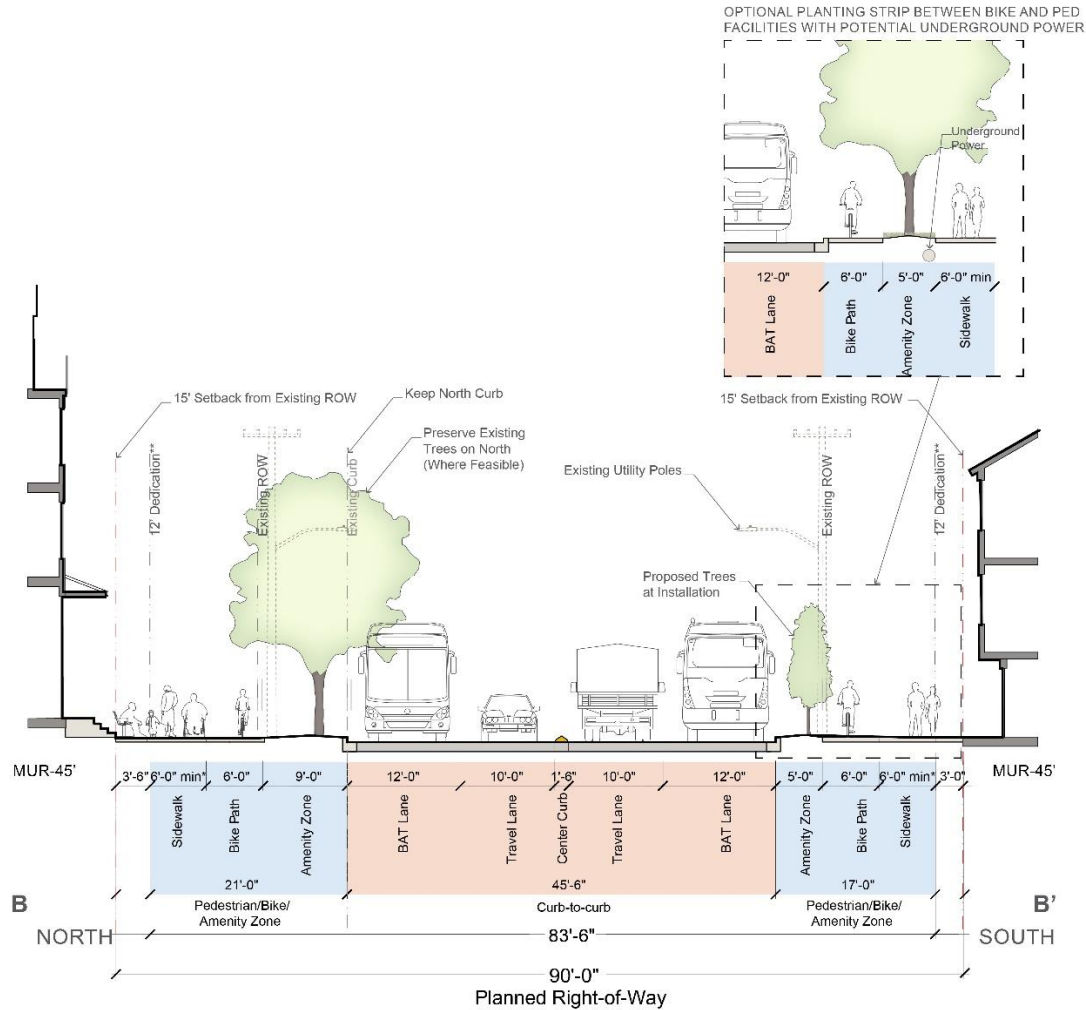 OPTIONAL PLANTING STRIP BETWEEN BIKE AND PED
FACILITIES WITH POTENTIAL UNDERGROUND POWER
Underground
Power
12'-0"
6'-0"
5'-0"
6'-0" min
BAT Lane
Bike Path
Amenity Zone
Sidewalk
15' Setback from Existing ROW
Keep North Curb
15' Setback from Existing ROW
Preserve Existing
Trees on North
(Where Feasible)
Existing Utility Poles
12' Dedication**
Existing ROW
Existing Curb
Existing ROW
12' Dedication**
Proposed Trees
at Installation
MUR-45'
3'-6"
6'-0" min*
6'-0"
9'-0"
12'-0"
10'-0"
1'-6"
10'-0"
12'-0"
5'-0"
6'-0"
6'-0" min*
3'-0"
MUR-45'
Sidewalk
Bike Path
Amenity Zone
BAT Lane
Travel Lane
Center Curb
Travel Lane
BAT Lane
Amenity Zone
Bike Path
Sidewalk
21'-0"
45'-6"
17'-0"
B
Pedestrian/Bike/
Amenity Zone
Curb-to-curb
Pedestrian/Bike/
Amenity Zone
B'
NORTH
83'-6"
SOUTH
90'-0"
Planned Right-of-Way